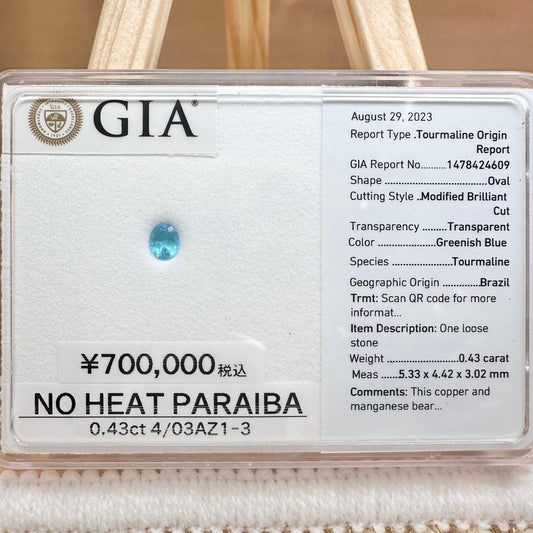 GIA®
¥700,000税込
NO HEAT PARAIBA
0.43ct 4/03AZ1-3
August 29, 2023
Report Type .Tourmaline Origin
Report
GIA Report No..........1478424609
Shape ...................................Oval
Cutting Style ..Modified Brilliant
Cut
Transparency .........Transparent
Color ......................Greenish Blue
Species ......................Tourmaline
Geographic Origin .............Brazil
Trmt: Scan QR code for more
informat...
Item Description: One loose
stone
Weight .........................0.43 carat
Meas ......5.33 x 4.42 x 3.02 mm
Comments: This copper and
manganese bear...